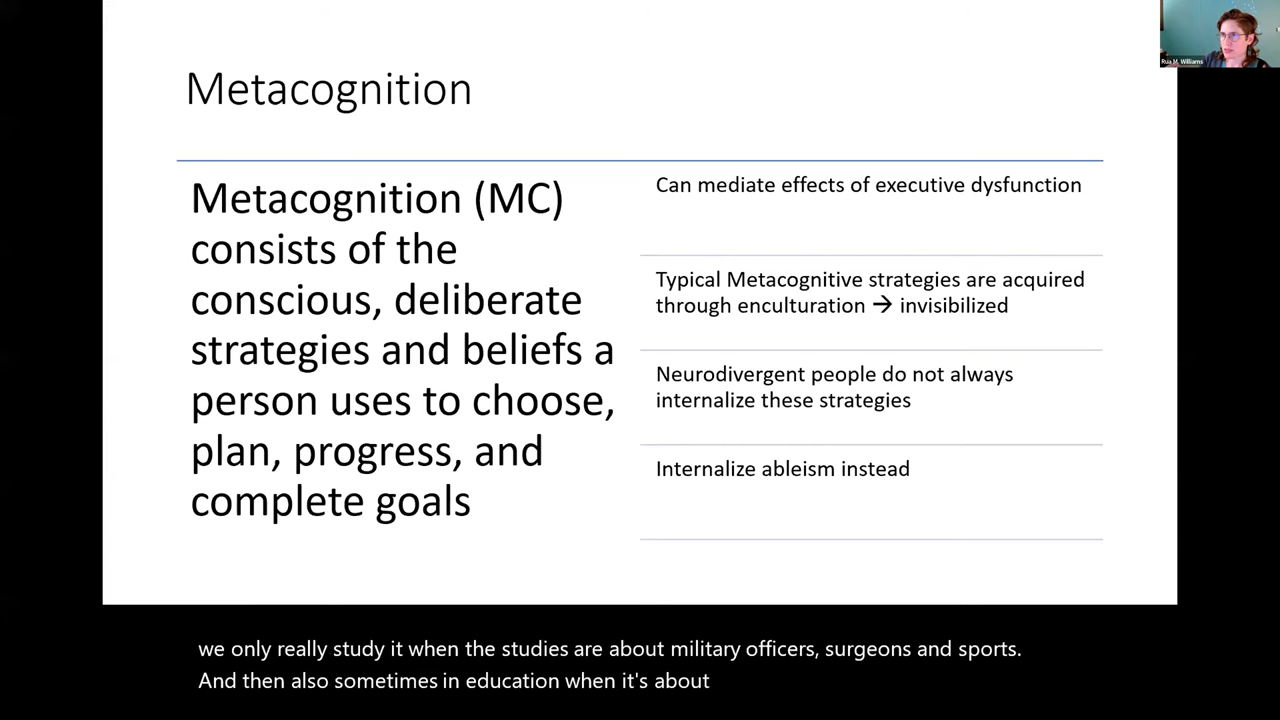 Metacognition
Metacognition (MC)
consists of the
conscious, deliberate
strategies and beliefs a
person uses to choose,
plan, progress, and
complete goals
Can mediate effects of executive dysfunction
Typical Metacognitive strategies are acquired
through enculturation → invisibilized
Neurodivergent people do not always
internalize these strategies
Internalize ableism instead
Rua M. Williams
we only really study it when the studies are about military officers, surgeons and sports.
And then also sometimes in education when it's about